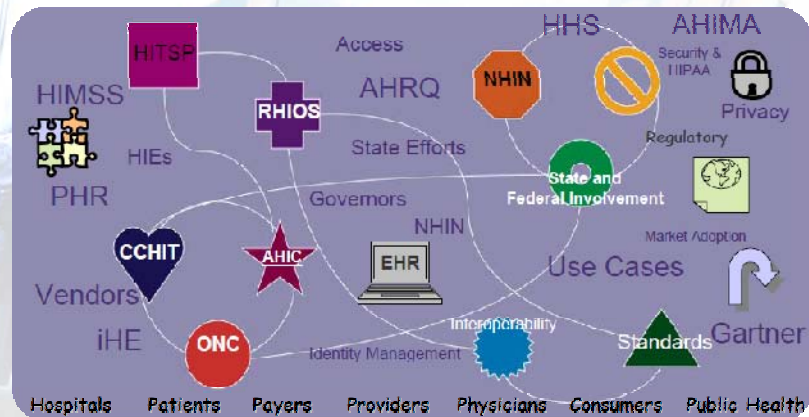 HHS
AHIMA
HITSP
Access
Security &
HIPAA
NHIN
HIMSS
AHRQ
RHIOS
Privacy
Regulatory
HIEs
State Efforts
PHR
State and
Federal Involvement
Governors
NHIN
Market Adoption
CCHIT
AHIC
EHR
Use Cases
Vendors
Interoperability
iHE
ONC
Standards
Gartner
Identity Management
Hospitals Patients Payers Providers Physicians Consumers Public Health